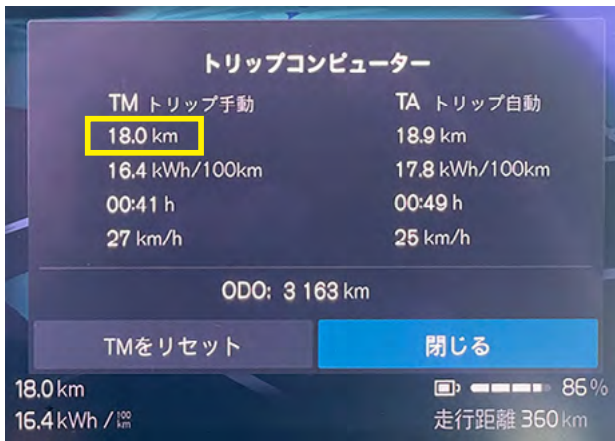 トリップコンピューター
TM トリップ手動
18.0 km
16.4 kWh/100km
00:41 h
27 km/h
TA トリップ自動
18.9 km
17.8 kWh/100km
00:49 h
25 km/h
ODO: 3 163 km
TMをリセット
閉じる
18.0 km
16.4 kWh / 100 km
86%
走行距離 360 km